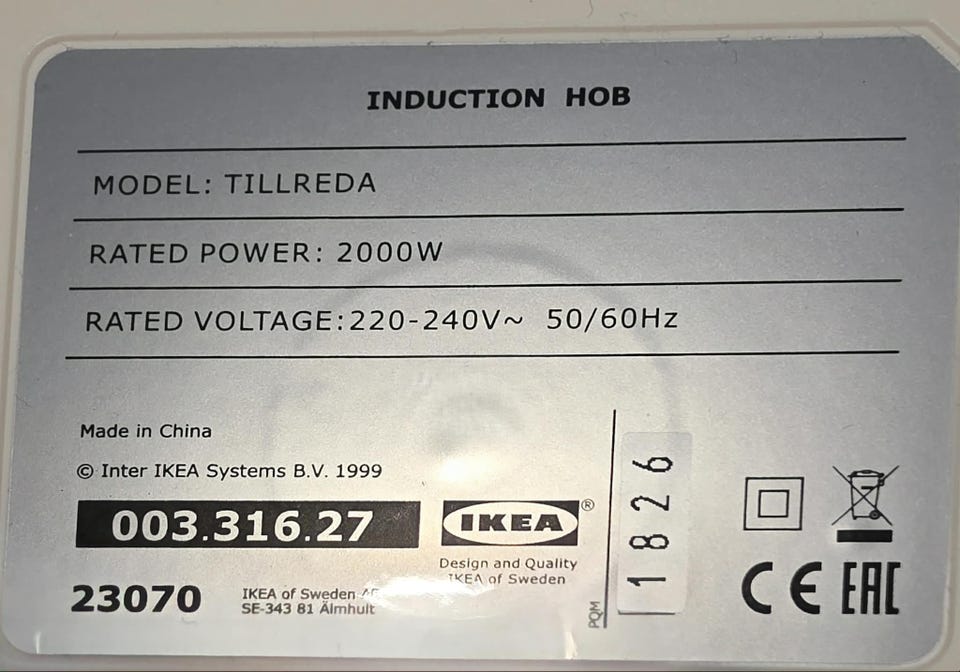 INDUCTION HOB
MODEL: TILLREDA
RATED POWER: 2000W
RATED VOLTAGE:220-240V~ 50/60Hz
Made in China
© Inter IKEA Systems B.V. 1999
003.316.27
IKEA®
Design and Quality
IKEA of Sweden
23070
IKEA of Sweden
SE-343 81 Älmhult
PQM
1826
CE EAC